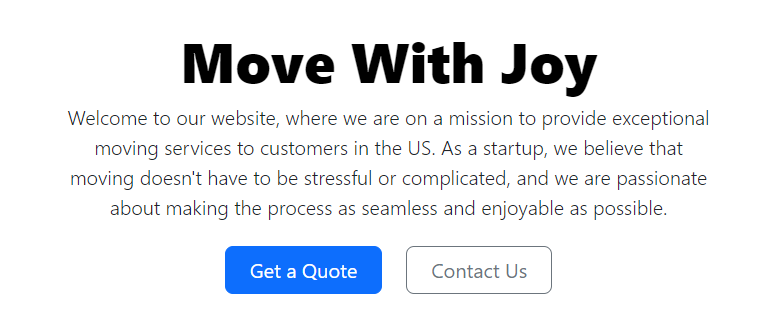 Move With Joy
Welcome to our website, where we are on a mission to provide exceptional
moving services to customers in the US. As a startup, we believe that
moving doesn't have to be stressful or complicated, and we are passionate
about making the process as seamless and enjoyable as possible.
Get a Quote
Contact Us